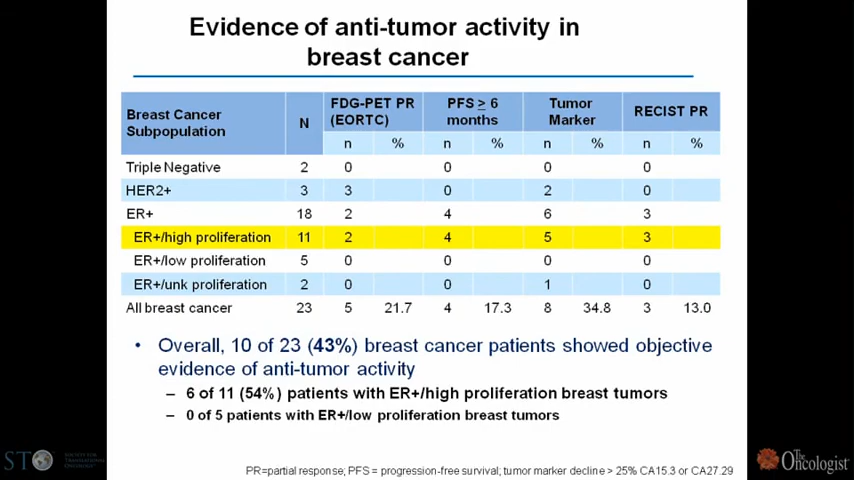 Evidence of anti-tumor activity in
breast cancer
Breast Cancer Subpopulation N FDG-PET PR (EORTC) PFS ≥ 6 months Tumor Marker RECIST PR
n % n % n % n %
Triple Negative 2 0 0 0 0
HER2+ 3 3 0 2 0
ER+ 18 2 4 6 3
ER+/high proliferation 11 2 4 5 3
ER+/low proliferation 5 0 0 0 0
ER+/unk proliferation 2 0 0 1 0
All breast cancer 23 5 21.7 4 17.3 8 34.8 3 13.0
• Overall, 10 of 23 (43%) breast cancer patients showed objective
evidence of anti-tumor activity
– 6 of 11 (54%) patients with ER+/high proliferation breast tumors
– 0 of 5 patients with ER+/low proliferation breast tumors
PR=partial response; PFS = progression-free survival; tumor marker decline > 25% CA15.3 or CA27.29
STO
SOCIETY FOR
TRANSLATIONAL
ONCOLOGY
The
Oncologist